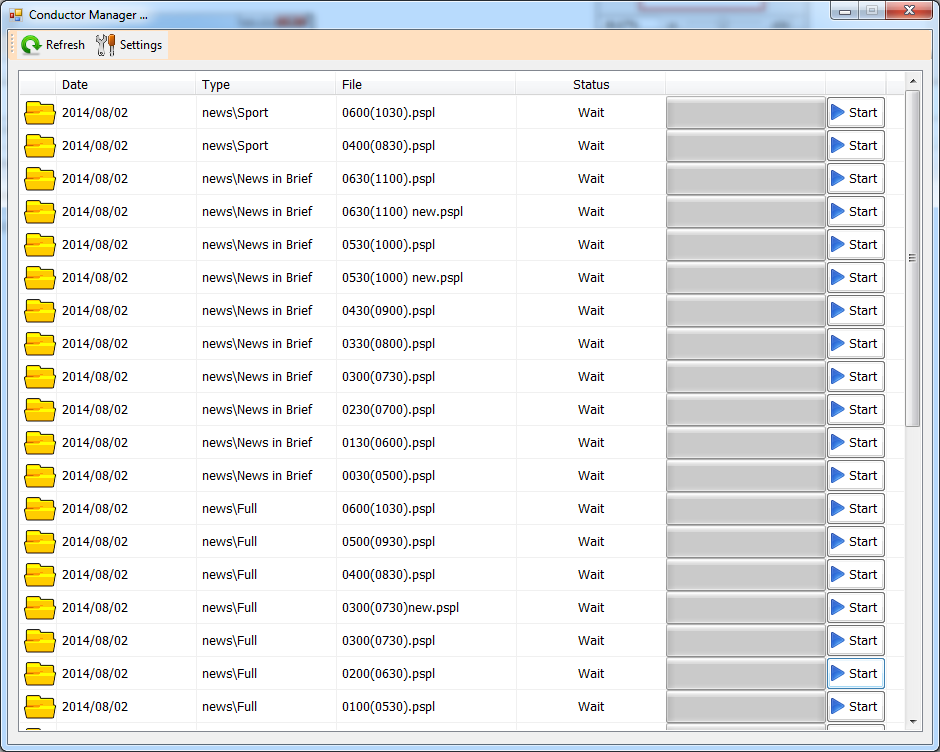 Conductor Manager ...
Refresh Settings
Date Type File Status
2014/08/02 news\Sport 0600(1030).pspl Wait Start
2014/08/02 news\Sport 0400(0830).pspl Wait Start
2014/08/02 news\News in Brief 0630(1100).pspl Wait Start
2014/08/02 news\News in Brief 0630(1100) new.pspl Wait Start
2014/08/02 news\News in Brief 0530(1000).pspl Wait Start
2014/08/02 news\News in Brief 0530(1000) new.pspl Wait Start
2014/08/02 news\News in Brief 0430(0900).pspl Wait Start
2014/08/02 news\News in Brief 0330(0800).pspl Wait Start
2014/08/02 news\News in Brief 0300(0730).pspl Wait Start
2014/08/02 news\News in Brief 0230(0700).pspl Wait Start
2014/08/02 news\News in Brief 0130(0600).pspl Wait Start
2014/08/02 news\News in Brief 0030(0500).pspl Wait Start
2014/08/02 news\Full 0600(1030).pspl Wait Start
2014/08/02 news\Full 0500(0930).pspl Wait Start
2014/08/02 news\Full 0400(0830).pspl Wait Start
2014/08/02 news\Full 0300(0730)new.pspl Wait Start
2014/08/02 news\Full 0300(0730).pspl Wait Start
2014/08/02 news\Full 0200(0630).pspl Wait Start
2014/08/02 news\Full 0100(0530).pspl Wait Start